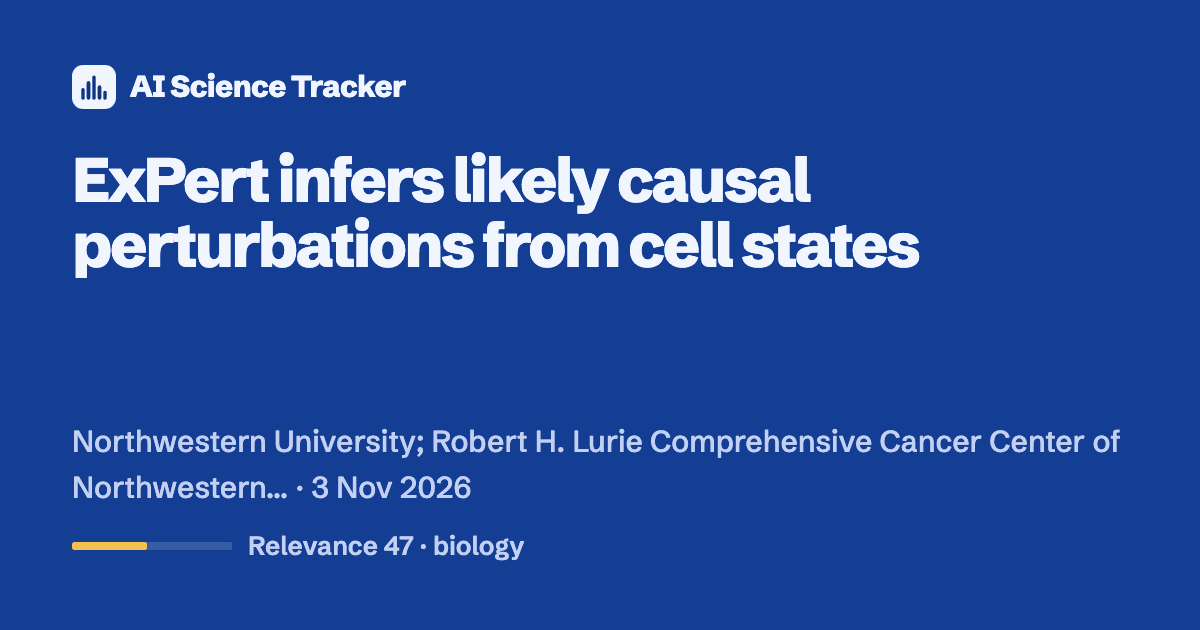 AI Science Tracker
ExPert infers likely causal
perturbations from cell states
Northwestern University; Robert H. Lurie Comprehensive Cancer Center of
Northwestern... · 3 Nov 2026
Relevance 47 · biology